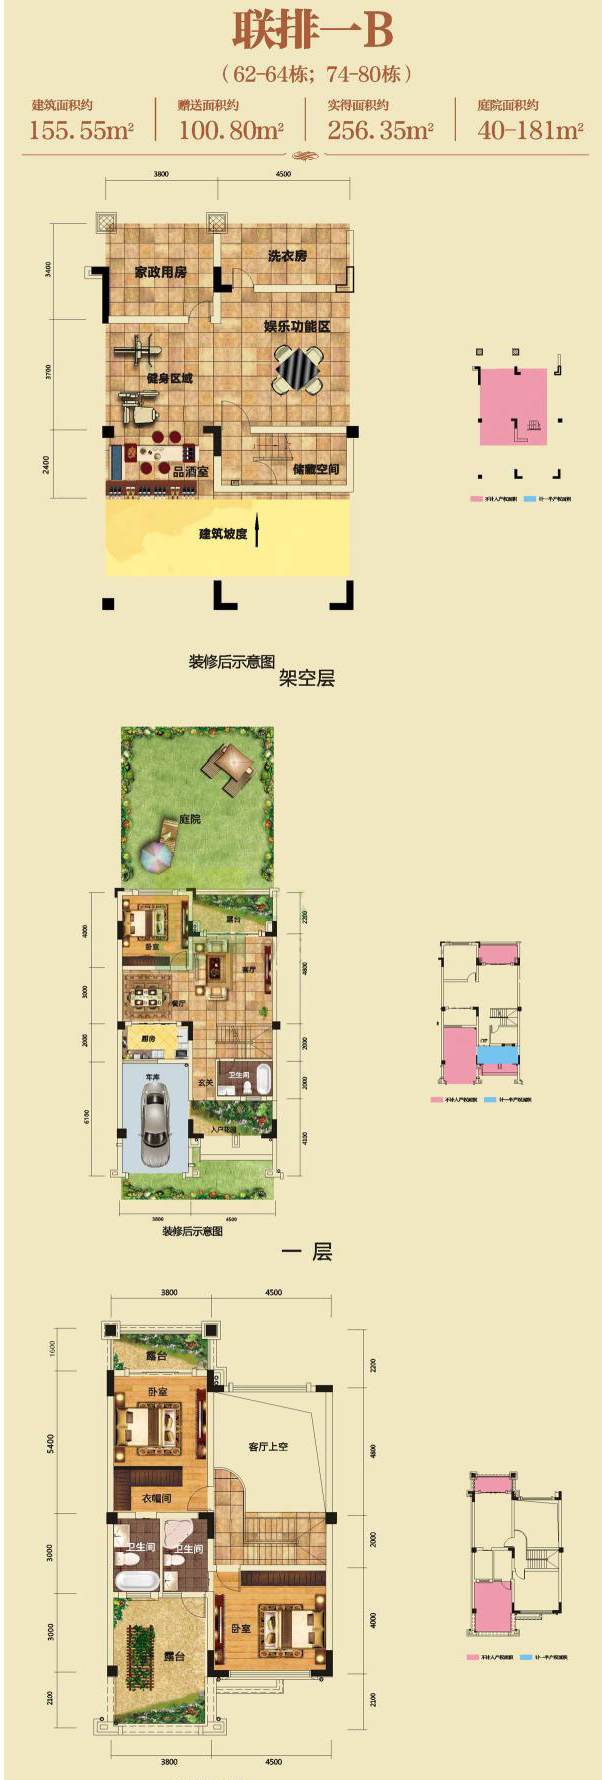 联排一B
（62-64栋；74-80栋）
建筑面积约 赠送面积约 实得面积约 庭院面积约
155.55m² 100.80m² 256.35m² 40-181m²
3800 4500
3400
家政用房
洗衣房
娱乐功能区
3700
健身区域
2400
品酒室
储藏空间
不计入产权面积 计一半产权面积
建筑坡度
装修后示意图
架空层
庭院
4000
卧室
露台
2200
客厅
4800
3000
餐厅
2000
厨房
2000
车库
玄关
卫生间
2000
6100
入户花园
4100
不计入产权面积 计一半产权面积
3800 4500
装修后示意图
一 层
3800 4500
1600
露台
2200
卧室
5400
客厅上空
4800
衣帽间
3000
卫生间
卫生间
2000
3000
露台
卧室
4000
不计入产权面积 计一半产权面积
2100
2100
3800 4500